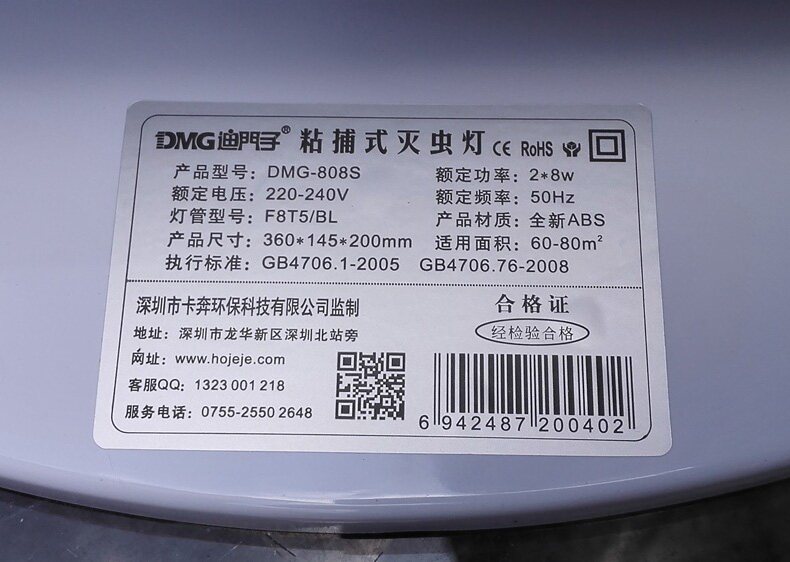 DMG 迪門子® 粘捕式灭虫灯 CE RoHS
产品型号：DMG-808S 额定功率：2*8w
额定电压：220-240V 额定频率：50Hz
灯管型号：F8T5/BL 产品材质：全新ABS
产品尺寸：360*145*200mm 适用面积：60-80m²
执行标准：GB4706.1-2005 GB4706.76-2008
深圳市卡奔环保科技有限公司监制
地址：深圳市龙华新区深圳北站旁
网址：www.hojeje.com
客服QQ：1323 001 218
服务电话：0755-2550 2648
合格证
经检验合格
6 942487 200402